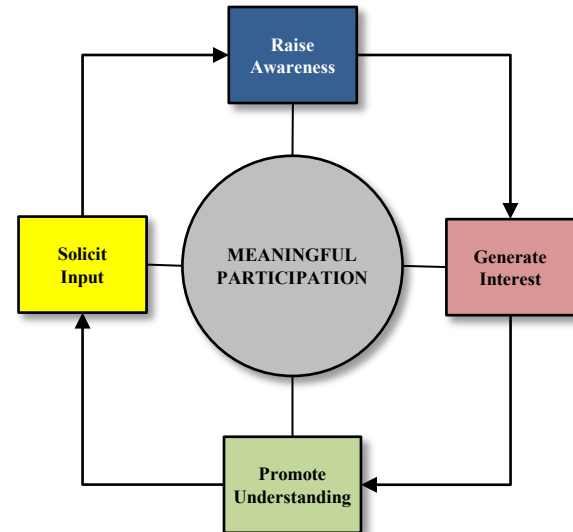 Raise
Awareness
Solicit
Input
MEANINGFUL
PARTICIPATION
Generate
Interest
Promote
Understanding